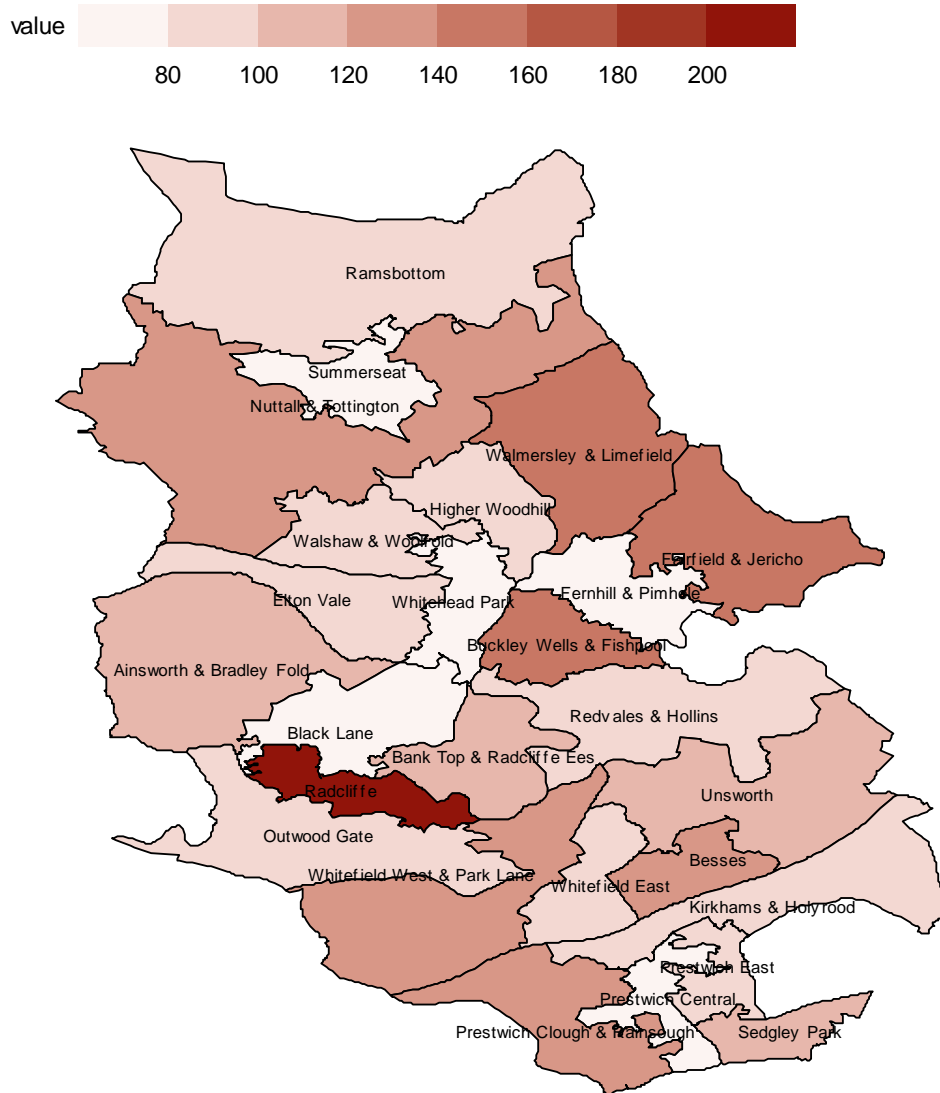 value
80 100 120 140 160 180 200
Ramsbottom
Summerseat
Nuttall & Tottington
Walmersley & Limefield
Higher Woodhill
Walshaw & Woolfold
Fairfield & Jericho
Elton Vale
Whitehead Park
Fernhill & Pimhole
Buckley Wells & Fishpool
Ainsworth & Bradley Fold
Redvales & Hollins
Black Lane
Bank Top & Radcliffe Ees
Radcliffe
Unsworth
Outwood Gate
Besses
Whitefield West & Park Lane
Whitefield East
Kirkhams & Holyrood
Prestwich East
Prestwich Central
Prestwich Clough & Rainsough
Sedgley Park